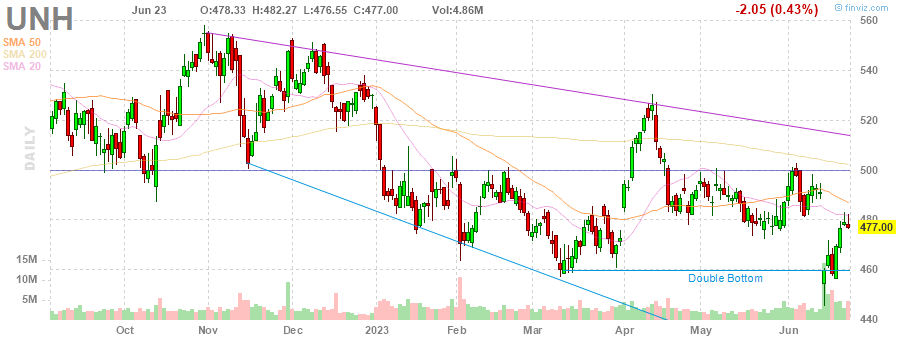 UNH
Jun 23 O:478.33 H:482.27 L:476.55 C:477.00 Vol:4.86M -2.05 (0.43%)
© finviz.com
SMA 50
SMA 200
SMA 20
DAILY
560
540
520
500
480
477.00
460
440
15M
10M
5M
Double Bottom
Oct Nov Dec 2023 Feb Mar Apr May Jun